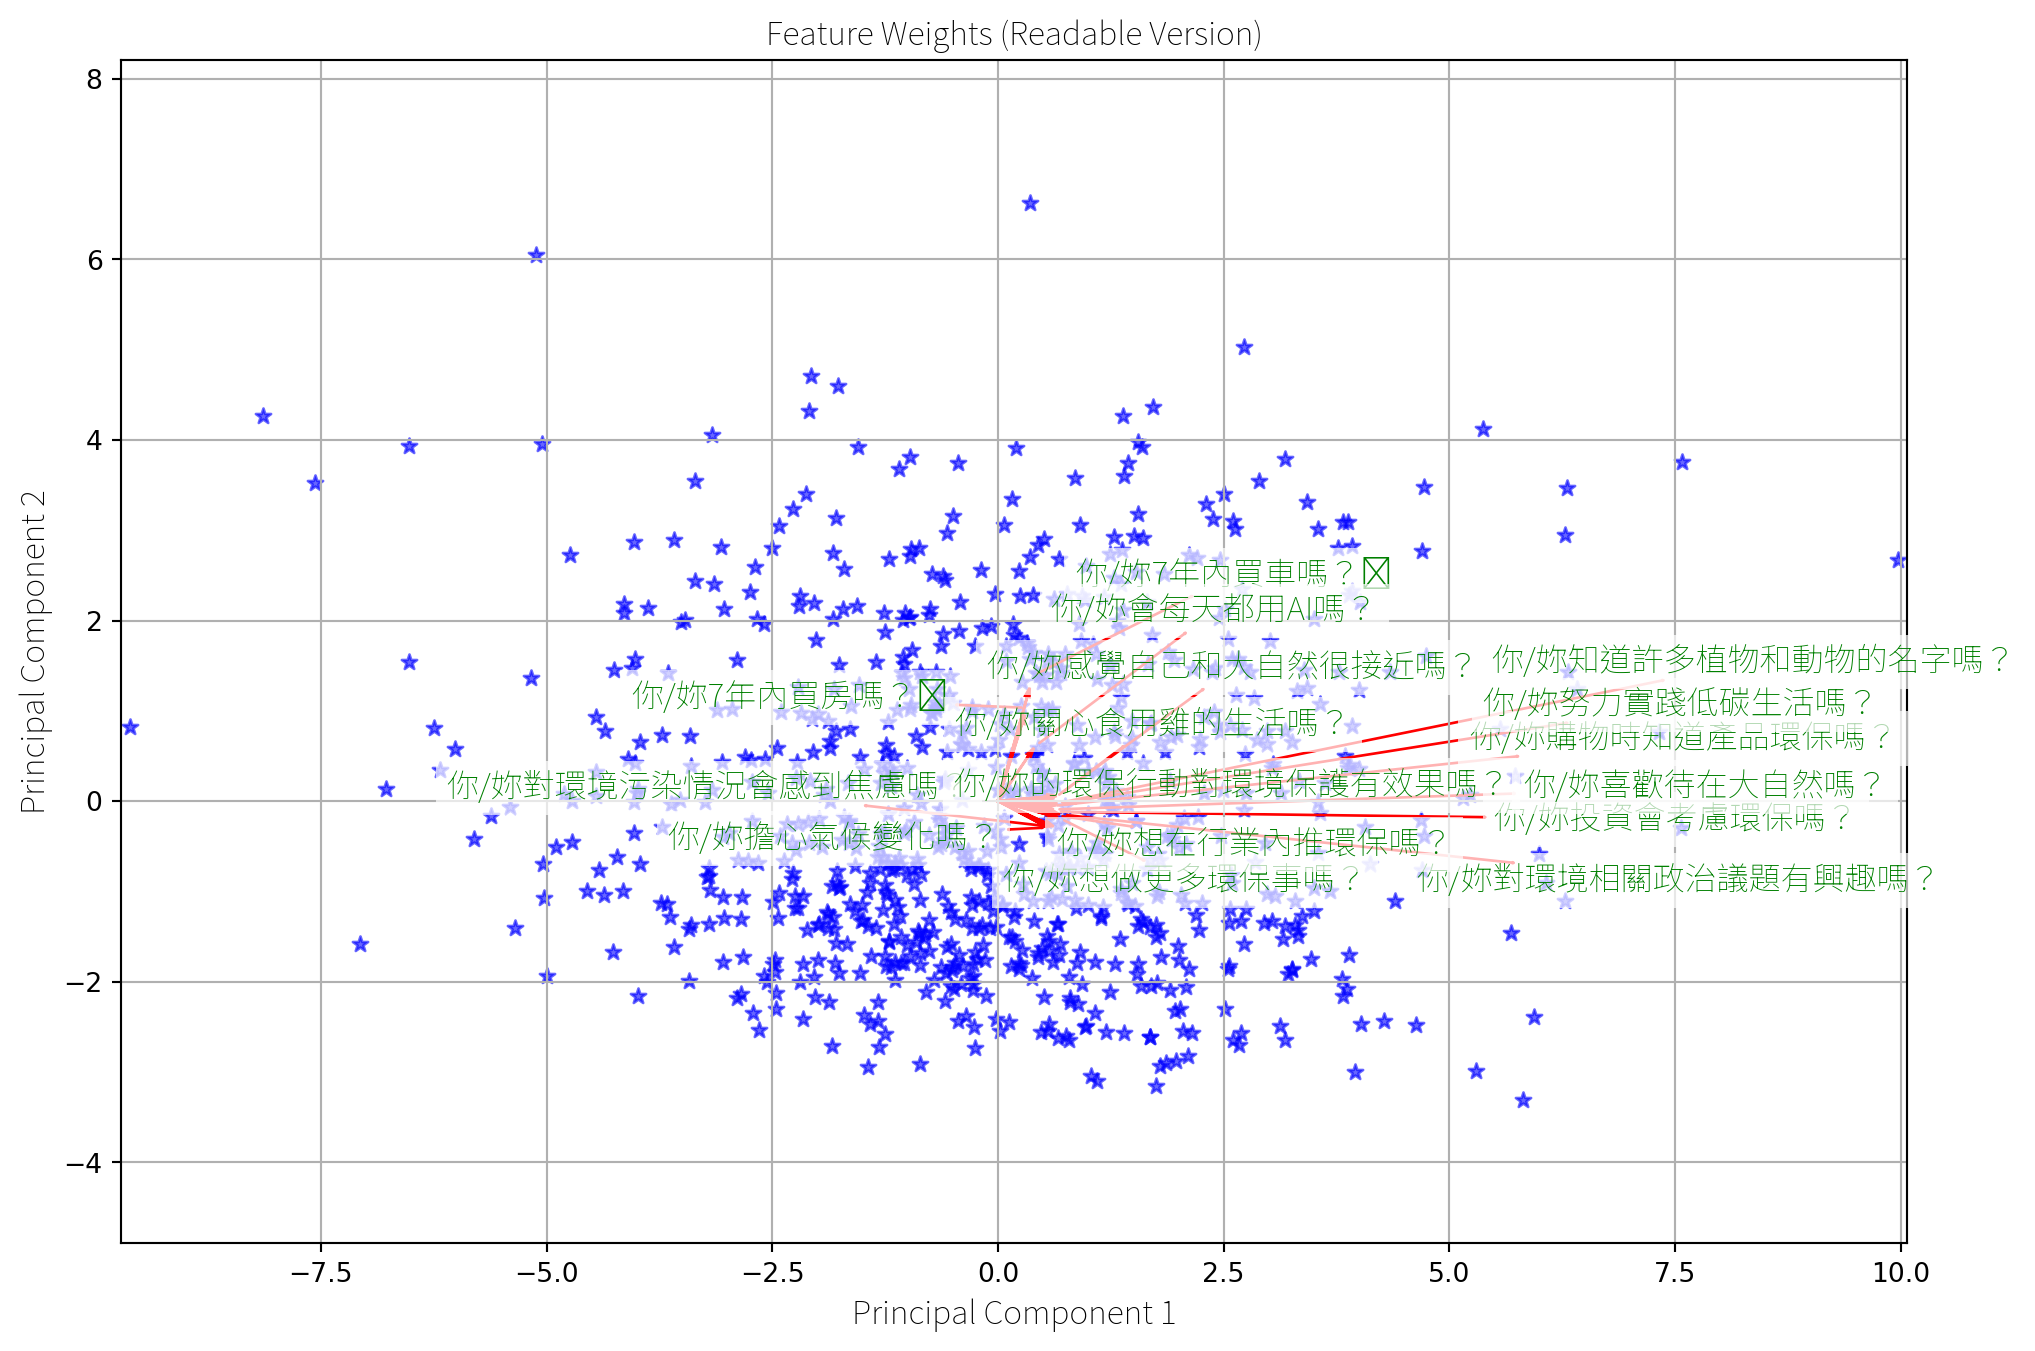 Feature Weights (Readable Version)
8
6
4
2
0
−2
−4
Principal Component 2
你/妳7年內買車嗎？
你/妳會每天都用AI嗎？
你/妳感覺自己和大自然很接近嗎？
你/妳知道許多植物和動物的名字嗎？
你/妳7年內買房嗎？
你/妳努力實踐低碳生活嗎？
你/妳關心食用雞的生活嗎？
你/妳購物時知道產品環保嗎？
你/妳對環境污染情況會感到焦慮嗎
你/妳的環保行動對環境保護有效果嗎？
你/妳喜歡待在大自然嗎？
你/妳投資會考慮環保嗎？
你/妳擔心氣候變化嗎？
你/妳想在行業內推環保嗎？
你/妳想做更多環保事嗎？
你/妳對環境相關政治議題有興趣嗎？
−7.5
−5.0
−2.5
0.0
2.5
5.0
7.5
10.0
Principal Component 1